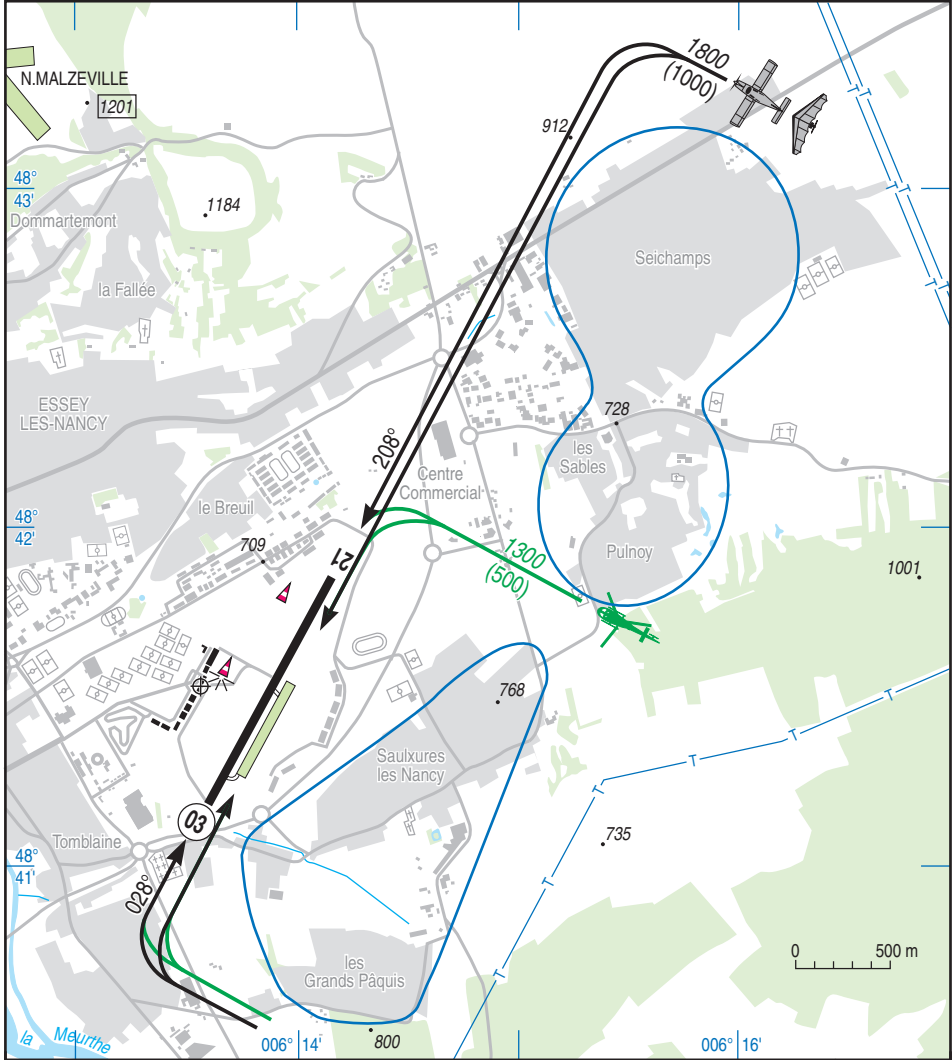 1800
(1000)
N.MALZEVILLE
1201
912
48°
43'
1184
Dommartemont
Seichamps
la Fallée
ESSEY
LES-NANCY
728
208°
les
Sables
Centre
Commercial
le Breuil
48°
42'
709
21
1300
(500)
Pulnoy
1001
T
T
T
T
768
Saulxures
les Nancy
T
T
T
T
T
03
Tomblaine
735
48°
41'
028°
0
500 m
les
Grands Pâquis
la Meurthe
006° 14'
800
006° 16'